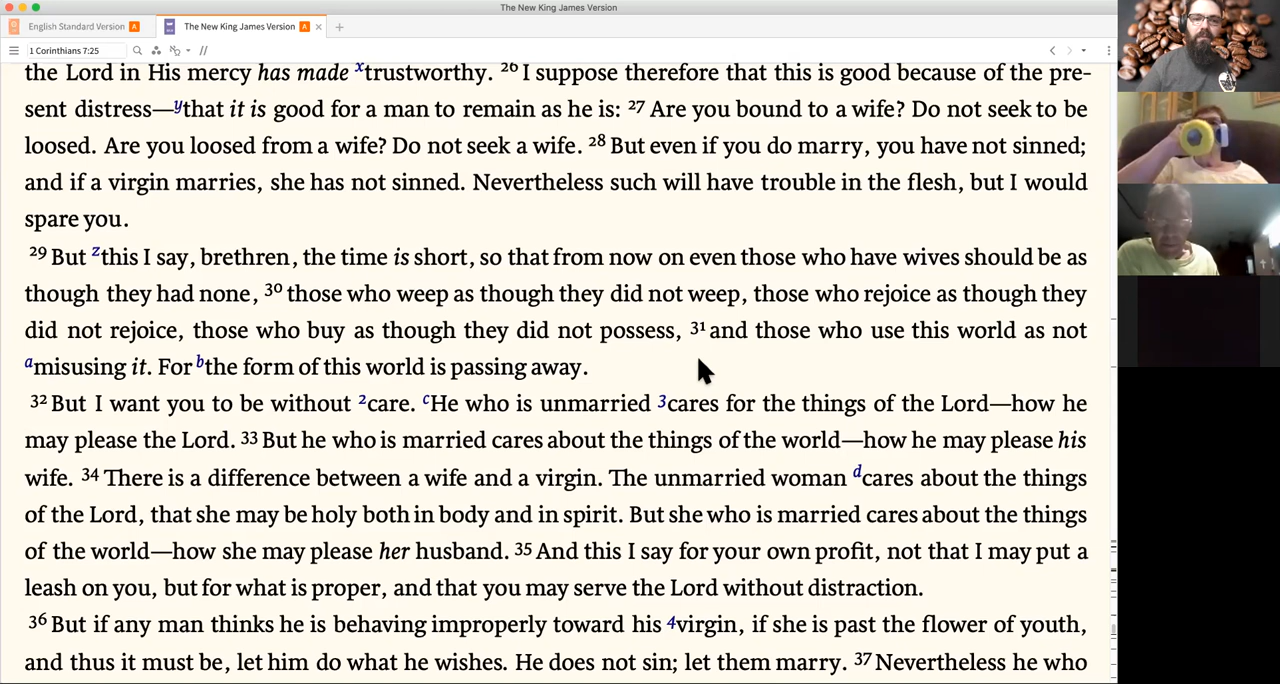 The New King James Version
English Standard Version A
The New King James Version A
1 Corinthians 7:25
the Lord in His mercy has made xtrustworthy. 26 I suppose therefore that this is good because of the pre-
sent distress—ythat it is good for a man to remain as he is: 27 Are you bound to a wife? Do not seek to be
loosed. Are you loosed from a wife? Do not seek a wife. 28 But even if you do marry, you have not sinned;
and if a virgin marries, she has not sinned. Nevertheless such will have trouble in the flesh, but I would
spare you.
29 But zthis I say, brethren, the time is short, so that from now on even those who have wives should be as
though they had none, 30 those who weep as though they did not weep, those who rejoice as though they
did not rejoice, those who buy as though they did not possess, 31 and those who use this world as not
amisusing it. For bthe form of this world is passing away.
32 But I want you to be without 2care. cHe who is unmarried 3cares for the things of the Lord—how he
may please the Lord. 33 But he who is married cares about the things of the world—how he may please his
wife. 34 There is a difference between a wife and a virgin. The unmarried woman dcares about the things
of the Lord, that she may be holy both in body and in spirit. But she who is married cares about the things
of the world—how she may please her husband. 35 And this I say for your own profit, not that I may put a
leash on you, but for what is proper, and that you may serve the Lord without distraction.
36 But if any man thinks he is behaving improperly toward his 4virgin, if she is past the flower of youth,
and thus it must be, let him do what he wishes. He does not sin; let them marry. 37 Nevertheless he who